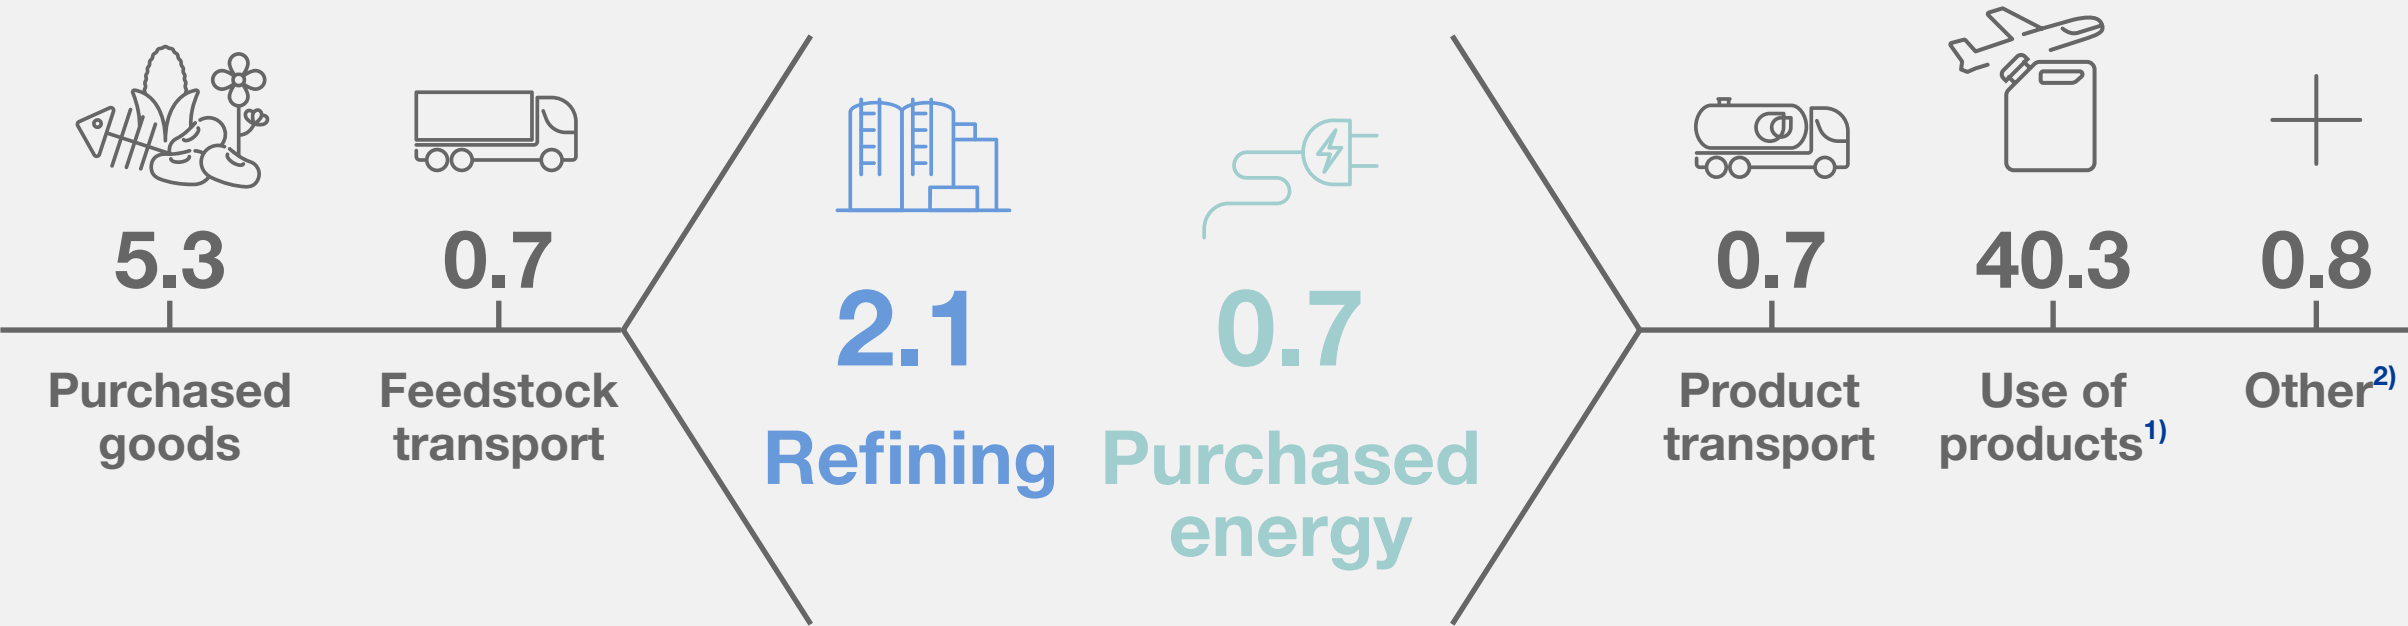 5.3
Purchased
goods
0.7
Feedstock
transport
2.1
Refining
0.7
Purchased
energy
0.7
Product
transport
40.3
Use of
products1)
0.8
Other2)